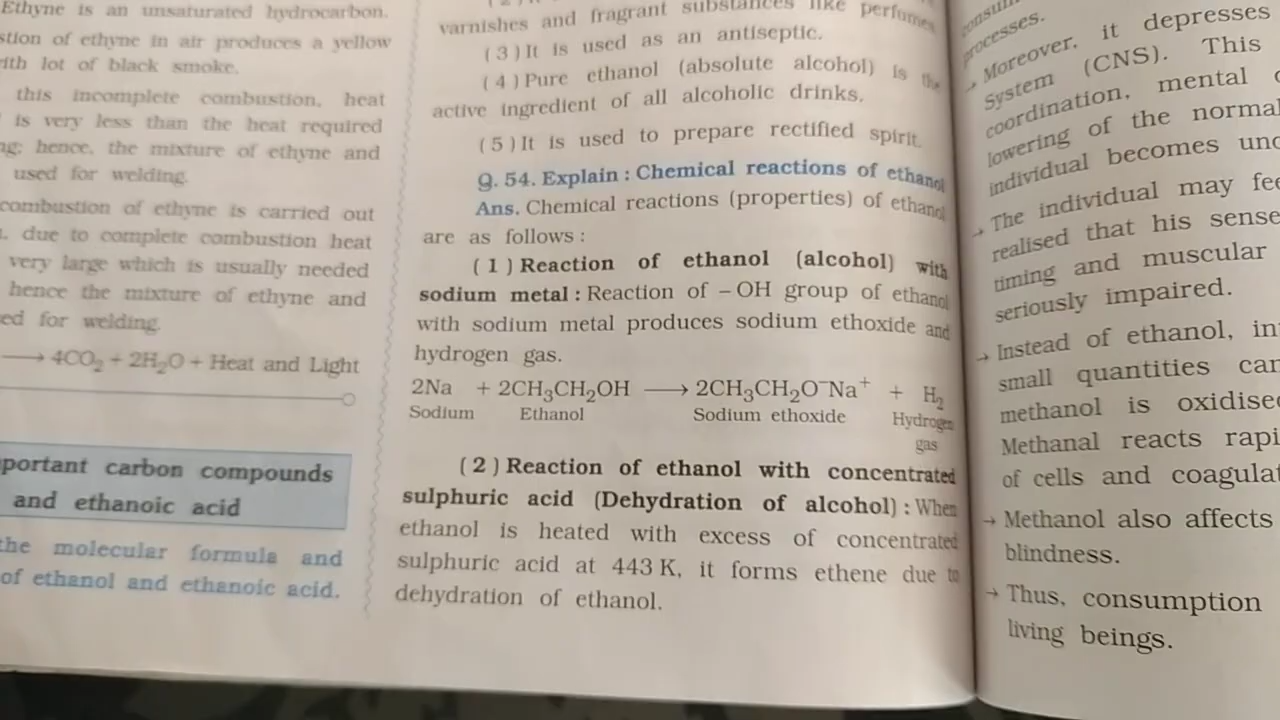 Ethyne is an unsaturated hydrocarbon.
stion of ethyne in air produces a yellow
ith lot of black smoke.
this incomplete combustion, heat
is very less than the heat required
ng; hence, the mixture of ethyne and
used for welding.
combustion of ethyne is carried out
, due to complete combustion heat
very large which is usually needed
hence the mixture of ethyne and
ed for welding.
⟶ 4CO₂ + 2H₂O + Heat and Light
portant carbon compounds
and ethanoic acid
the molecular formula and
of ethanol and ethanoic acid.
varnishes and fragrant substances like perfumes
( 3 ) It is used as an antiseptic.
( 4 ) Pure ethanol (absolute alcohol) is the
active ingredient of all alcoholic drinks.
( 5 ) It is used to prepare rectified spirit.
Q. 54. Explain : Chemical reactions of ethanol
Ans. Chemical reactions (properties) of ethanol
are as follows :
( 1 ) Reaction of ethanol (alcohol) with
sodium metal : Reaction of – OH group of ethanol
with sodium metal produces sodium ethoxide and
hydrogen gas.
2Na + 2CH₃CH₂OH ⟶ 2CH₃CH₂O⁻Na⁺ + H₂
Sodium Ethanol Sodium ethoxide Hydrogen
gas
( 2 ) Reaction of ethanol with concentrated
sulphuric acid (Dehydration of alcohol) : When
ethanol is heated with excess of concentrated
sulphuric acid at 443 K, it forms ethene due to
dehydration of ethanol.
processes.
→ Moreover, it depresses
System (CNS). This
coordination, mental
lowering of the normal
individual becomes unc
→ The individual may fee
realised that his sense
timing and muscular
seriously impaired.
→ Instead of ethanol, in
small quantities can
methanol is oxidised
Methanal reacts rapi
of cells and coagulat
→ Methanol also affects
blindness.
→ Thus, consumption
living beings.